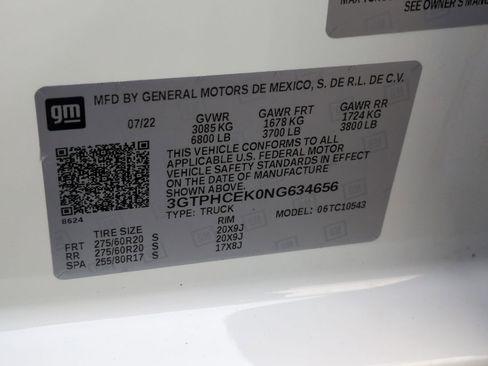 SEE OWNER'S MANU
gm
MFD BY GENERAL MOTORS DE MEXICO, S. DE R.L. DE C.V.
07/22 GVWR GAWR FRT GAWR RR
3085 KG 1678 KG 1724 KG
6800 LB 3700 LB 3800 LB
THIS VEHICLE CONFORMS TO ALL
APPLICABLE U.S. FEDERAL MOTOR
VEHICLE SAFETY STANDARDS IN EFFECT
ON THE DATE OF MANUFACTURE
3GTPHCEK0NG634656
8624 TYPE: TRUCK MODEL: 06TC10543
TIRE SIZE RIM
FRT 275/60R20 S 20X9J
RR 275/60R20 S 20X9J
SPA 255/80R17 S 17X8J